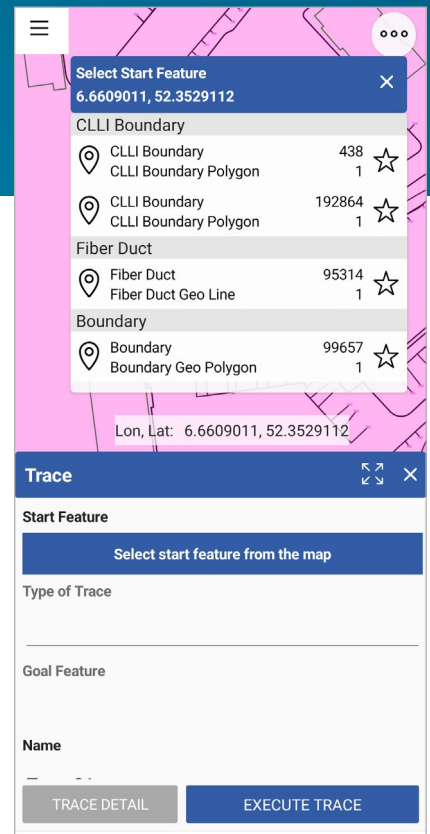 Select Start Feature
6.6609011, 52.3529112
CLLI Boundary
CLLI Boundary 438
CLLI Boundary Polygon 1
CLLI Boundary 192864
CLLI Boundary Polygon 1
Fiber Duct
Fiber Duct 95314
Fiber Duct Geo Line 1
Boundary
Boundary 99657
Boundary Geo Polygon 1
Lon, Lat: 6.6609011, 52.3529112
Trace
Start Feature
Select start feature from the map
Type of Trace
Goal Feature
Name
TRACE DETAIL EXECUTE TRACE